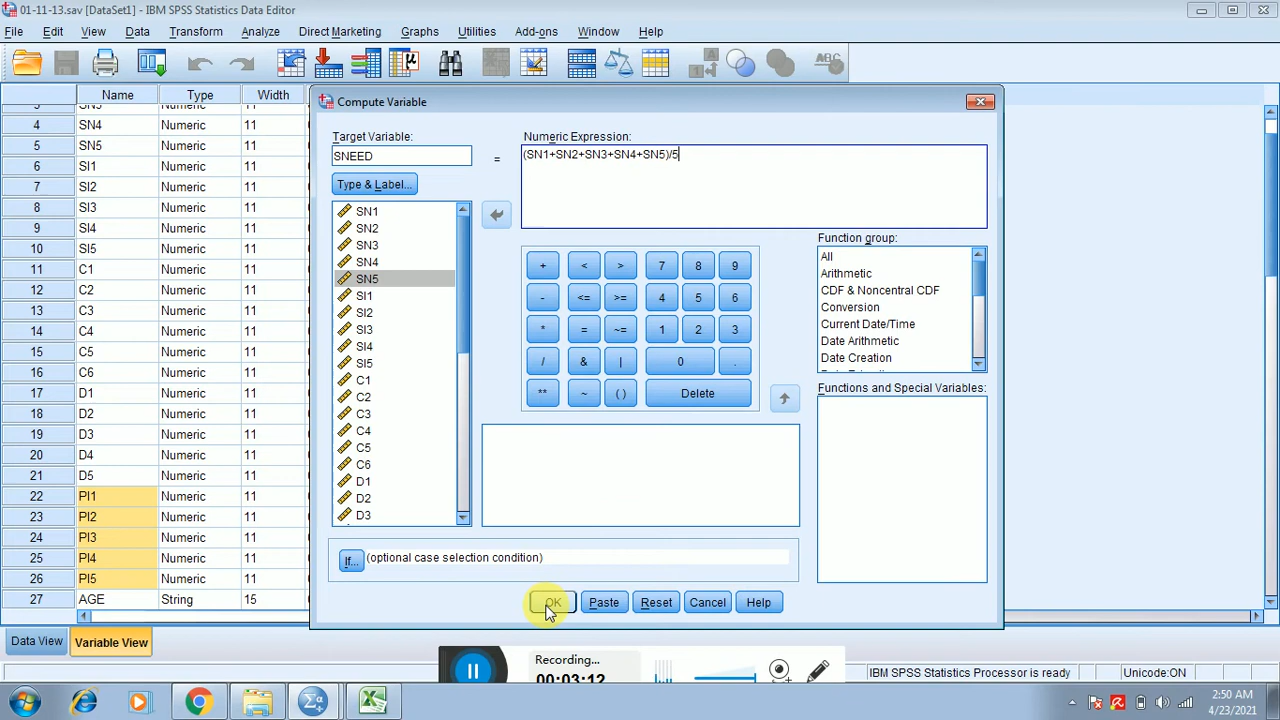 01-11-13.sav [DataSet1] - IBM SPSS Statistics Data Editor
File Edit View Data Transform Analyze Direct Marketing Graphs Utilities Add-ons Window Help
Name Type Width
4 SN4 Numeric 11
5 SN5 Numeric 11
6 SI1 Numeric 11
7 SI2 Numeric 11
8 SI3 Numeric 11
9 SI4 Numeric 11
10 SI5 Numeric 11
11 C1 Numeric 11
12 C2 Numeric 11
13 C3 Numeric 11
14 C4 Numeric 11
15 C5 Numeric 11
16 C6 Numeric 11
17 D1 Numeric 11
18 D2 Numeric 11
19 D3 Numeric 11
20 D4 Numeric 11
21 D5 Numeric 11
22 PI1 Numeric 11
23 PI2 Numeric 11
24 PI3 Numeric 11
25 PI4 Numeric 11
26 PI5 Numeric 11
27 AGE String 15
Data View Variable View
Compute Variable
Target Variable:
SNEED
=
Numeric Expression:
(SN1+SN2+SN3+SN4+SN5)/5
Type & Label...
SN1
SN2
SN3
SN4
SN5
SI1
SI2
SI3
SI4
SI5
C1
C2
C3
C4
C5
C6
D1
D2
D3
+ < > 7 8 9
- <= >= 4 5 6
* = ~= 1 2 3
/ & | 0 .
** ~ ( ) Delete
Function group:
All
Arithmetic
CDF & Noncentral CDF
Conversion
Current Date/Time
Date Arithmetic
Date Creation
Functions and Special Variables:
If... (optional case selection condition)
OK Paste Reset Cancel Help
Recording...
00:03:12
IBM SPSS Statistics Processor is ready Unicode:ON
2:50 AM
4/23/2021